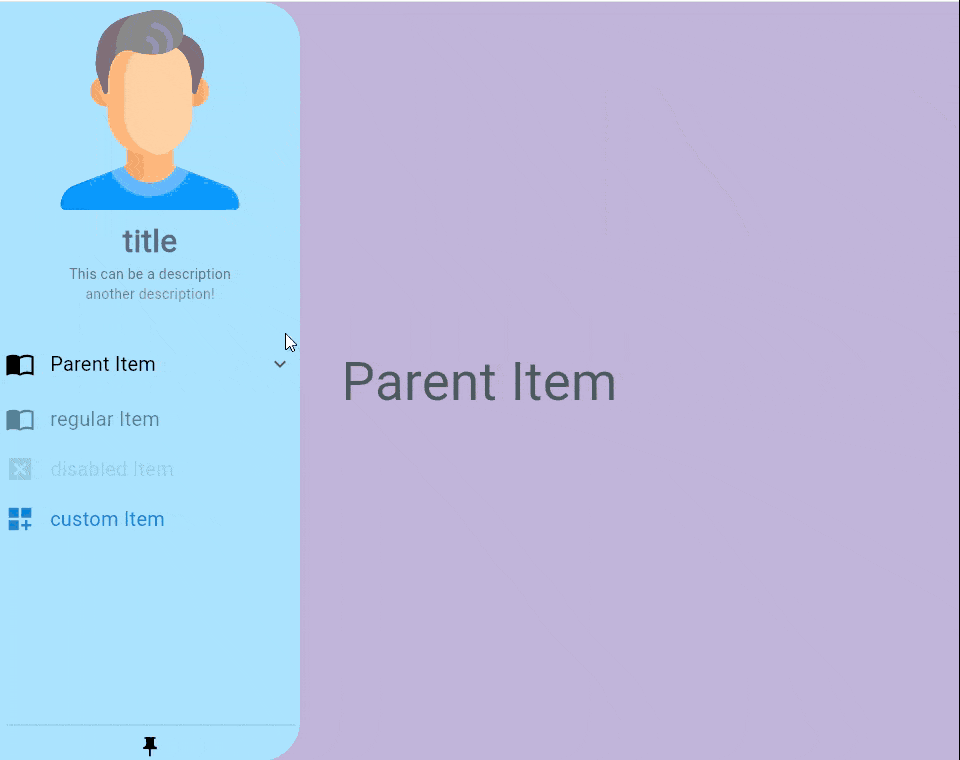 title
This can be a description
another description!
Parent Item
regular Item
disabled Item
custom Item
Parent Item